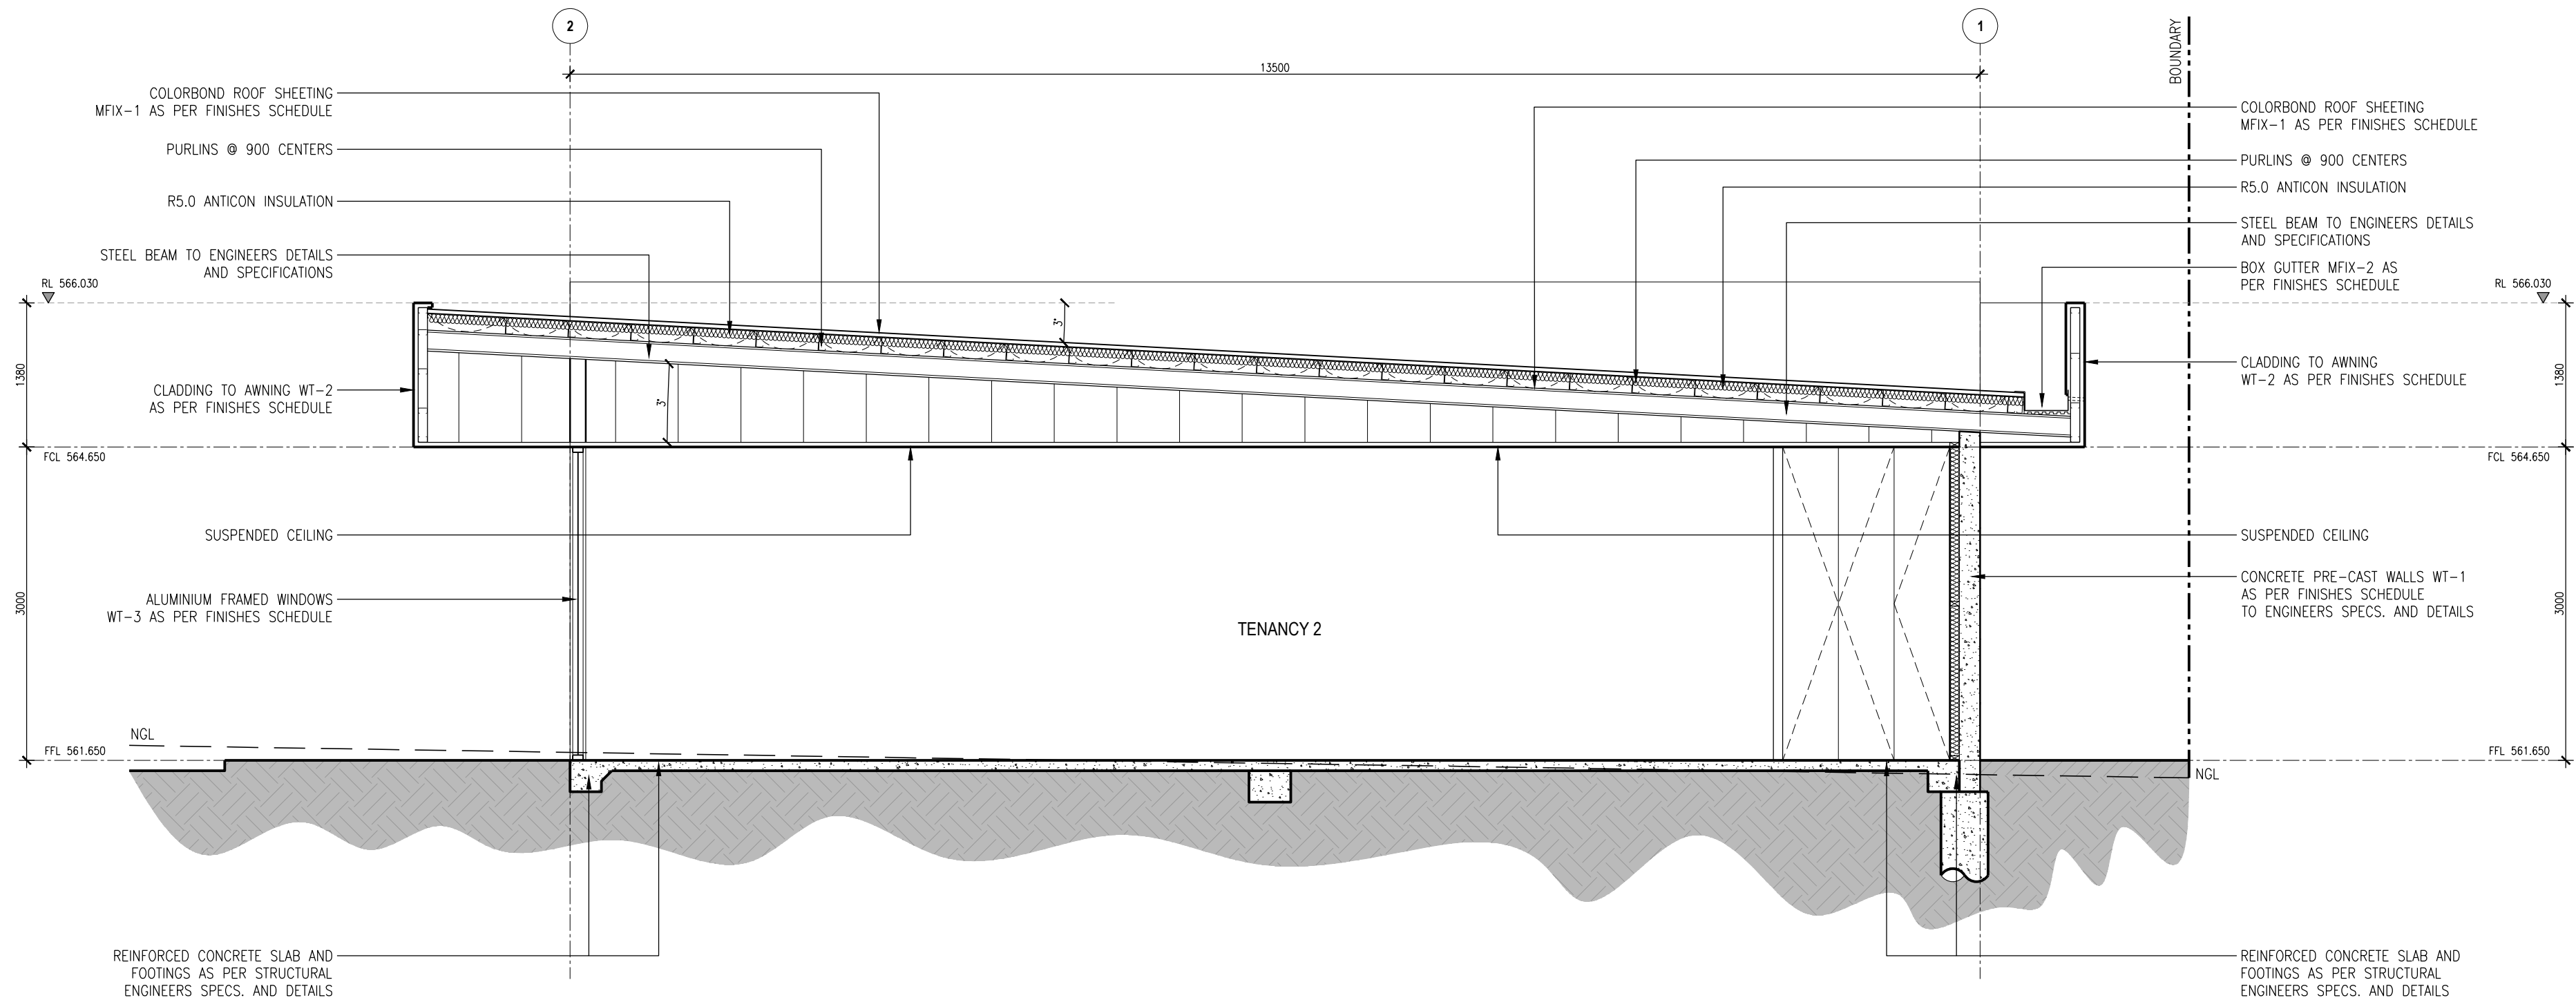 2
1
BOUNDARY
13500
COLORBOND ROOF SHEETING
MFIX-1 AS PER FINISHES SCHEDULE
PURLINS @ 900 CENTERS
R5.0 ANTICON INSULATION
STEEL BEAM TO ENGINEERS DETAILS
AND SPECIFICATIONS
RL 566.030
1380
CLADDING TO AWNING WT-2
AS PER FINISHES SCHEDULE
FCL 564.650
SUSPENDED CEILING
3000
ALUMINIUM FRAMED WINDOWS
WT-3 AS PER FINISHES SCHEDULE
NGL
FFL 561.650
REINFORCED CONCRETE SLAB AND
FOOTINGS AS PER STRUCTURAL
ENGINEERS SPECS. AND DETAILS
3°
3°
TENANCY 2
COLORBOND ROOF SHEETING
MFIX-1 AS PER FINISHES SCHEDULE
PURLINS @ 900 CENTERS
R5.0 ANTICON INSULATION
STEEL BEAM TO ENGINEERS DETAILS
AND SPECIFICATIONS
BOX GUTTER MFIX-2 AS
PER FINISHES SCHEDULE
RL 566.030
CLADDING TO AWNING
WT-2 AS PER FINISHES SCHEDULE
1380
FCL 564.650
SUSPENDED CEILING
CONCRETE PRE-CAST WALLS WT-1
AS PER FINISHES SCHEDULE
TO ENGINEERS SPECS. AND DETAILS
3000
FFL 561.650
NGL
REINFORCED CONCRETE SLAB AND
FOOTINGS AS PER STRUCTURAL
ENGINEERS SPECS. AND DETAILS